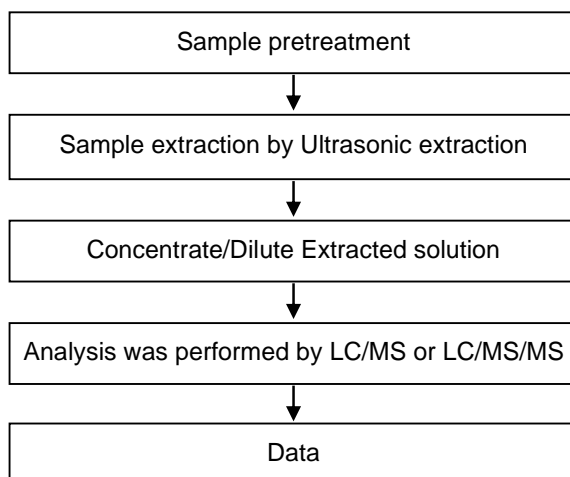 Sample pretreatment
Sample extraction by Ultrasonic extraction
Concentrate/Dilute Extracted solution
Analysis was performed by LC/MS or LC/MS/MS
Data